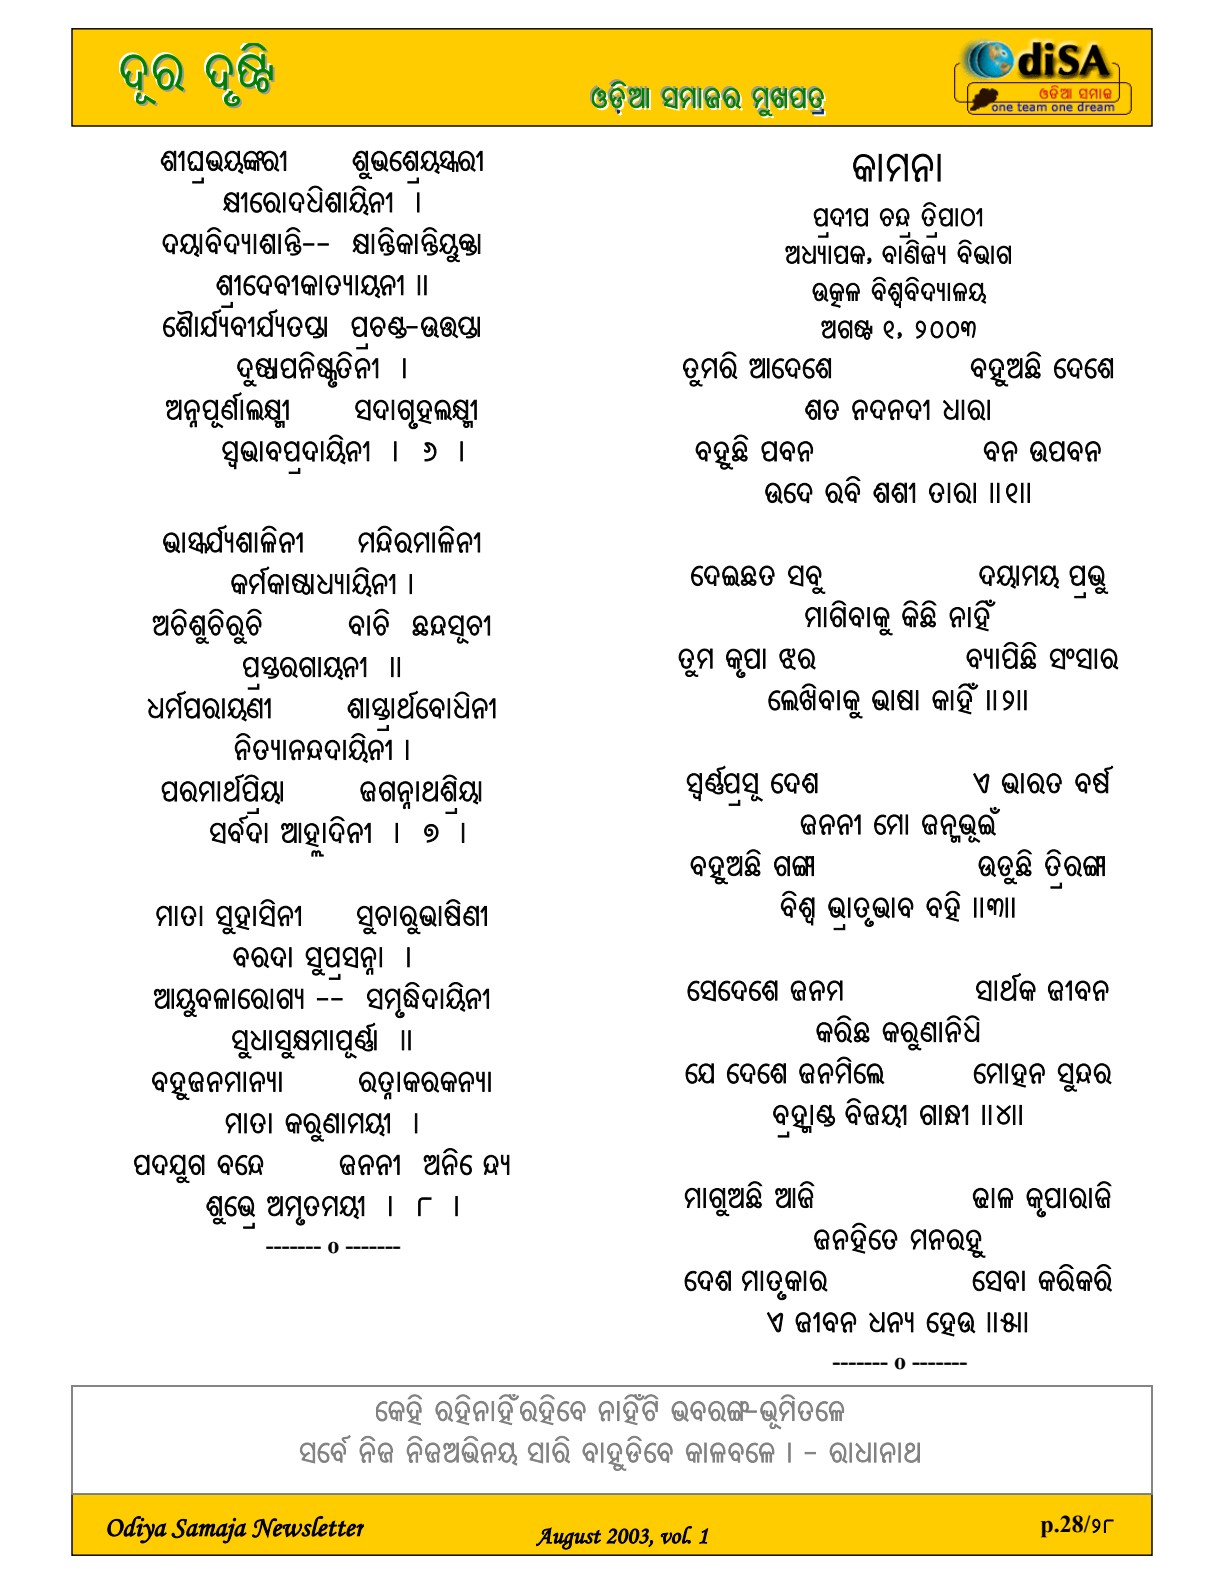 ଦୂର ଦୃଷ୍ଟି
ଓଡ଼ିଆ ସମାଜର ମୁଖପତ୍ର
OdiSA
ଓଡ଼ିଆ ସମାଜ
one team one dream
ଶୀଘ୍ରଭୟଙ୍କରୀ ଶୁଭଶ୍ରେୟସ୍କରୀ
କ୍ଷୀରୋଦଧିଶାୟିନୀ ।
ଦୟାବିଦ୍ୟାଶାନ୍ତି-- କ୍ଷାନ୍ତିକାନ୍ତିୟୁକ୍ତା
ଶ୍ରୀଦେବୀକାତ୍ୟାୟନୀ ॥
ଶୌର୍ଯ୍ୟବୀର୍ଯ୍ୟତପ୍ତା ପ୍ରଚଣ୍ଡ-ଉତ୍ତପ୍ତା
ଦୁଷ୍ଟାପନିଷ୍କୃତିନୀ ।
ଅନ୍ନପୂର୍ଣାଲକ୍ଷ୍ମୀ ସଦାଗୃହଲକ୍ଷ୍ମୀ
ସ୍ୱଭାବପ୍ରଦାୟିନୀ । ୬ ।
ଭାସ୍କର୍ଯ୍ୟଶାଳିନୀ ମନ୍ଦିରମାଳିନୀ
କର୍ମକାଣ୍ଡାଧ୍ୟାୟିନୀ ।
ଅଚିଶୁଚିରୁଚି ବାଚି ଛନ୍ଦସୂଚୀ
ପ୍ରସ୍ତରଗାୟନୀ ॥
ଧର୍ମପରାୟଣୀ ଶାସ୍ତ୍ରାର୍ଥବୋଧିନୀ
ନିତ୍ୟାନନ୍ଦଦାୟିନୀ ।
ପରମାର୍ଥପ୍ରିୟା ଜଗନ୍ନାଥଶ୍ରିୟା
ସର୍ବଦା ଆହ୍ଲାଦିନୀ । ୭ ।
ମାତା ସୁହାସିନୀ ସୁଚାରୁଭାଷିଣୀ
ବରଦା ସୁପ୍ରସନ୍ନା ।
ଆୟୁବଳାରୋଗ୍ୟ -- ସମୃଦ୍ଧିଦାୟିନୀ
ସୁଧାସୁକ୍ଷମାପୂର୍ଣ୍ଣା ॥
ବହୁଜନମାନ୍ୟା ରତ୍ନାକରକନ୍ୟା
ମାତା କରୁଣାମୟୀ ।
ପଦଯୁଗ ବନ୍ଦେ ଜନନୀ ଅନିନ୍ଦ୍ୟେ
ଶୁଭ୍ରେ ଅମୃତମୟୀ । ୮ ।
------- o -------
କାମନା
ପ୍ରଦୀପ ଚନ୍ଦ୍ର ତ୍ରିପାଠୀ
ଅଧ୍ୟାପକ, ବାଣିଜ୍ୟ ବିଭାଗ
ଉତ୍କଳ ବିଶ୍ୱବିଦ୍ୟାଳୟ
ଅଗଷ୍ଟ ୧, ୨୦୦୩
ତୁମରି ଆଦେଶେ ବହୁଅଛି ଦେଶେ
ଶତ ନଦନଦୀ ଧାରା
ବହୁଛି ପବନ ବନ ଉପବନ
ଉଦେ ରବି ଶଶୀ ତାରା ॥୧॥
ଦେଇଛତ ସବୁ ଦୟାମୟ ପ୍ରଭୁ
ମାଗିବାକୁ କିଛି ନାହିଁ
ତୁମ କୃପା ଝର ବ୍ୟାପିଛି ସଂସାର
ଲେଖିବାକୁ ଭାଷା କାହିଁ ॥୨॥
ସ୍ୱର୍ଣ୍ଣପ୍ରସୂ ଦେଶ ଏ ଭାରତ ବର୍ଷ
ଜନନୀ ମୋ ଜନ୍ମଭୂଇଁ
ବହୁଅଛି ଗଙ୍ଗା ଉଡୁଛି ତ୍ରିରଙ୍ଗା
ବିଶ୍ୱ ଭ୍ରାତୃଭାବ ବହି ॥୩॥
ସେଦେଶେ ଜନମ ସାର୍ଥକ ଜୀବନ
କରିଛ କରୁଣାନିଧି
ଯେ ଦେଶେ ଜନମିଲେ ମୋହନ ସୁନ୍ଦର
ବ୍ରହ୍ମାଣ୍ଡ ବିଜୟୀ ଗାନ୍ଧୀ ॥୪॥
ମାଗୁଅଛି ଆଜି ଢାଳ କୃପାରାଜି
ଜନହିତେ ମନରହୁ
ଦେଶ ମାତୃକାର ସେବା କରିକରି
ଏ ଜୀବନ ଧନ୍ୟ ହେଉ ॥୫॥
------- o -------
କେହି ରହିନାହିଁରହିବେ ନାହିଁଟି ଭବରଙ୍ଗ-ଭୂମିତଳେ
ସର୍ବେ ନିଜ ନିଜଅଭିନୟ ସାରି ବାହୁଡିବେ କାଳବଳେ । – ରାଧାନାଥ
Odiya Samaja Newsletter
August 2003, vol. 1
p.28/୨୮